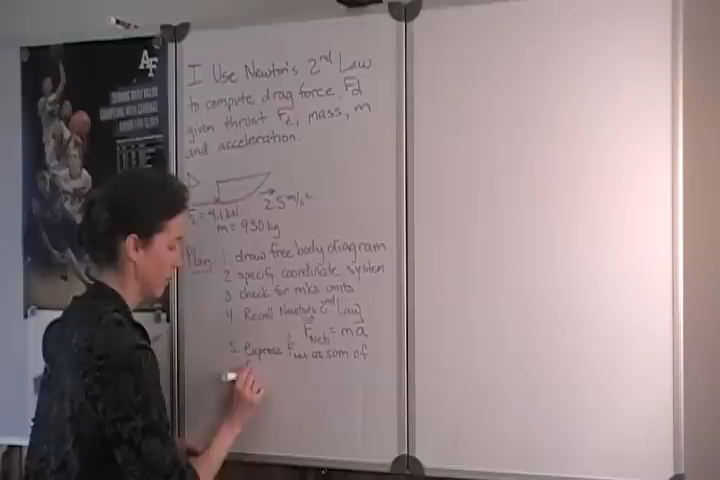 AF
I Use Newton's 2nd Law
to compute drag force, Fd
given thrust Ft, mass, m
and acceleration.
2.5 m/s²
Ft = 4.1 kN
m = 930 kg
Plan 1. draw free body diagram
2 specify coordinate system
3 check for mks units
4 Recall Newton's 2nd Law
Fnet = ma
5. Express Fnet as sum of